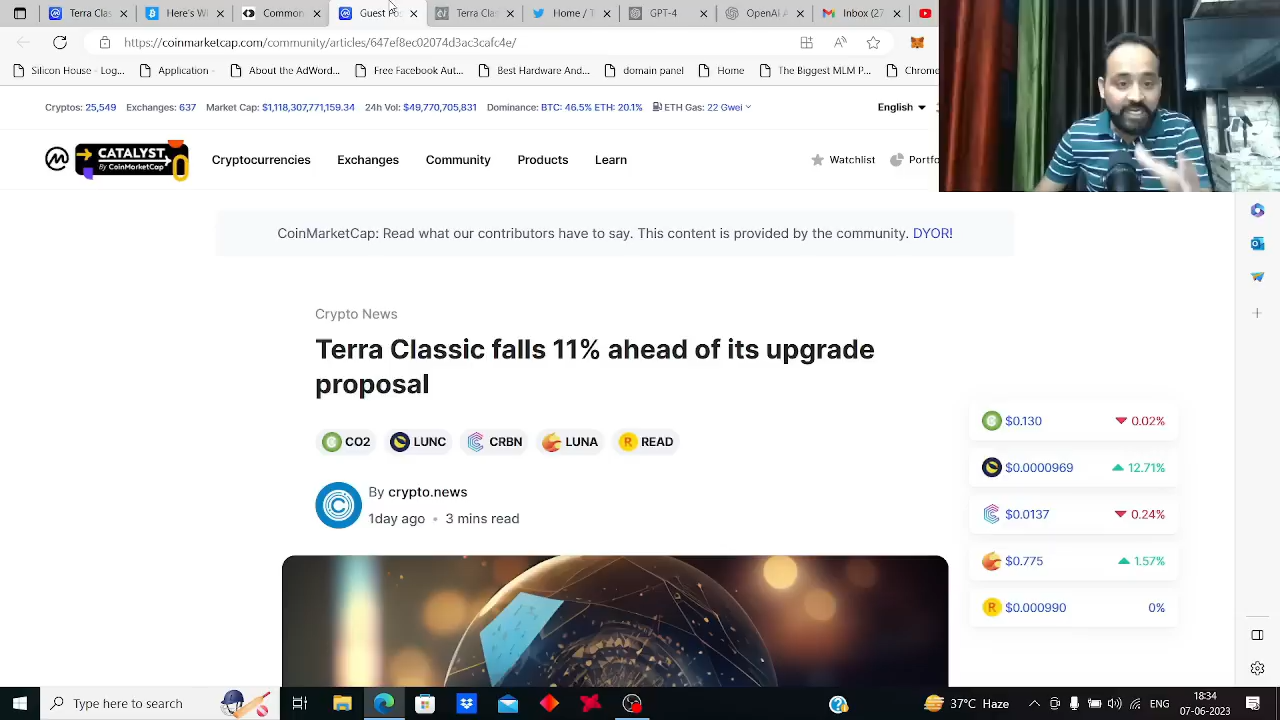 Terra Class
Here's W
Guest
Terra
Home / T
GPT-4
OpenAI A
Inbox (27
https://coinmarketcap.com/community/articles/647ef8ec02074d3ac3cafc4e/
Silicon House - Log...
Application -
About the AdWord...
Free Facebook Aut...
Best Hardware And...
domain panel
Home
The Biggest MLM P...
Chrom
Cryptos: 25,549 Exchanges: 637 Market Cap: $1,118,307,771,159.34 24h Vol: $49,770,705,831 Dominance: BTC: 46.5% ETH: 20.1% ETH Gas: 22 Gwei
English
CATALYST
By CoinMarketCap
Cryptocurrencies
Exchanges
Community
Products
Learn
Watchlist
Portfo
CoinMarketCap: Read what our contributors have to say. This content is provided by the community. DYOR!
Crypto News
Terra Classic falls 11% ahead of its upgrade
proposal
CO2
LUNC
CRBN
LUNA
READ
By crypto.news
1day ago • 3 mins read
$0.130 0.02%
$0.0000969 12.71%
$0.0137 0.24%
$0.775 1.57%
R $0.000990 0%
Type here to search
37°C Haze
ENG
18:34
07-06-2023